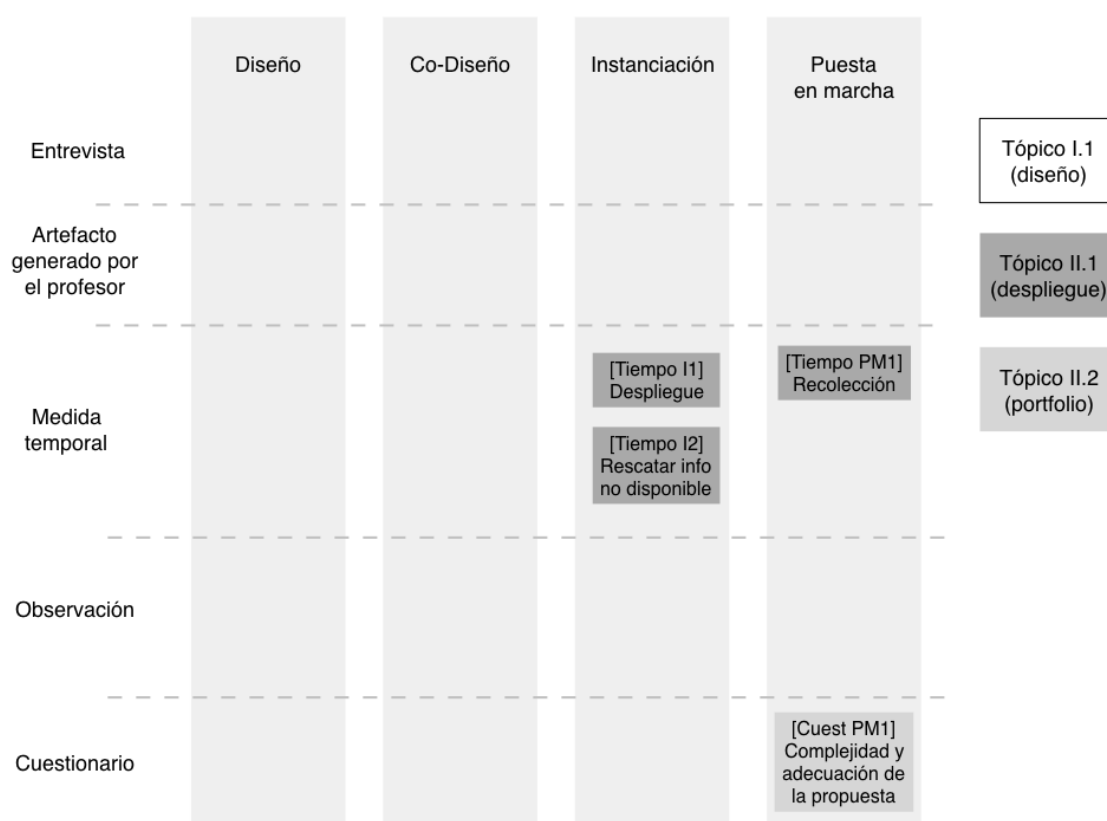 Diseño
Co-Diseño
Instanciación
Puesta
en marcha
Entrevista
Tópico I.1
(diseño)
Artefacto
generado por
el profesor
Tópico II.1
(despliegue)
Medida
temporal
[Tiempo I1]
Despliegue
[Tiempo PM1]
Recolección
[Tiempo I2]
Rescatar info
no disponible
Tópico II.2
(portfolio)
Observación
Cuestionario
[Cuest PM1]
Complejidad y
adecuación de
la propuesta